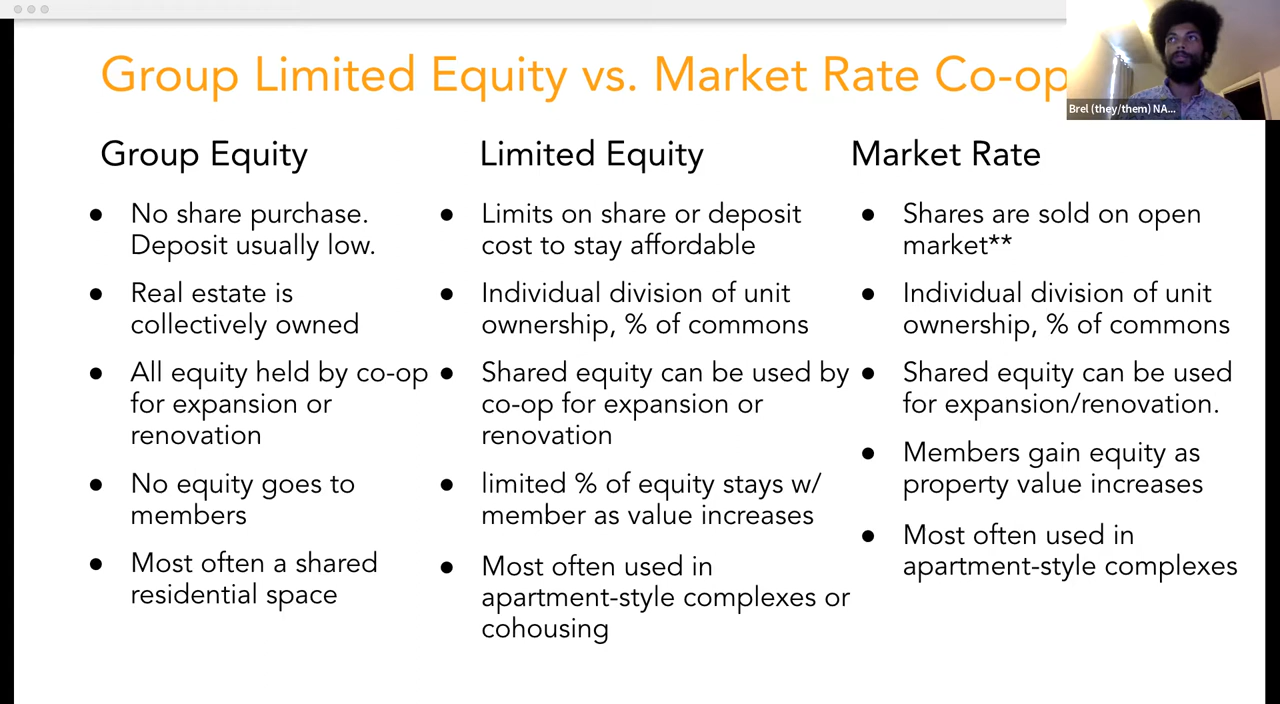 Group Limited Equity vs. Market Rate Co-op
Brel (they/them) NA...
Group Equity
● No share purchase.
Deposit usually low.
● Real estate is
collectively owned
● All equity held by co-op
for expansion or
renovation
● No equity goes to
members
● Most often a shared
residential space
Limited Equity
● Limits on share or deposit
cost to stay affordable
● Individual division of unit
ownership, % of commons
● Shared equity can be used by
co-op for expansion or
renovation
● limited % of equity stays w/
member as value increases
● Most often used in
apartment-style complexes or
cohousing
Market Rate
● Shares are sold on open
market**
● Individual division of unit
ownership, % of commons
● Shared equity can be used
for expansion/renovation.
● Members gain equity as
property value increases
● Most often used in
apartment-style complexes